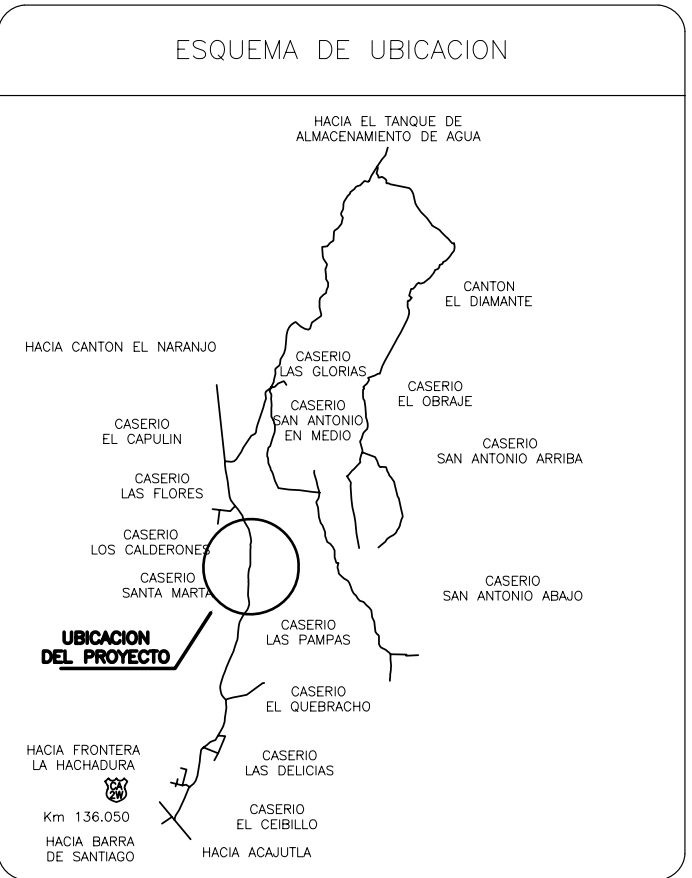 ESQUEMA DE UBICACION
HACIA EL TANQUE DE
ALMACENAMIENTO DE AGUA
CANTON
EL DIAMANTE
HACIA CANTON EL NARANJO
CASERIO
LAS GLORIAS
CASERIO
EL OBRAJE
CASERIO
SAN ANTONIO
EN MEDIO
CASERIO
EL CAPULIN
CASERIO
SAN ANTONIO ARRIBA
CASERIO
LAS FLORES
CASERIO
LOS CALDERONES
CASERIO
SANTA MARTA
CASERIO
SAN ANTONIO ABAJO
CASERIO
LAS PAMPAS
UBICACION
DEL PROYECTO
CASERIO
EL QUEBRACHO
HACIA FRONTERA
LA HACHADURA
CASERIO
LAS DELICIAS
CA
2W
Km 136.050
CASERIO
EL CEIBILLO
HACIA BARRA
DE SANTIAGO
HACIA ACAJUTLA